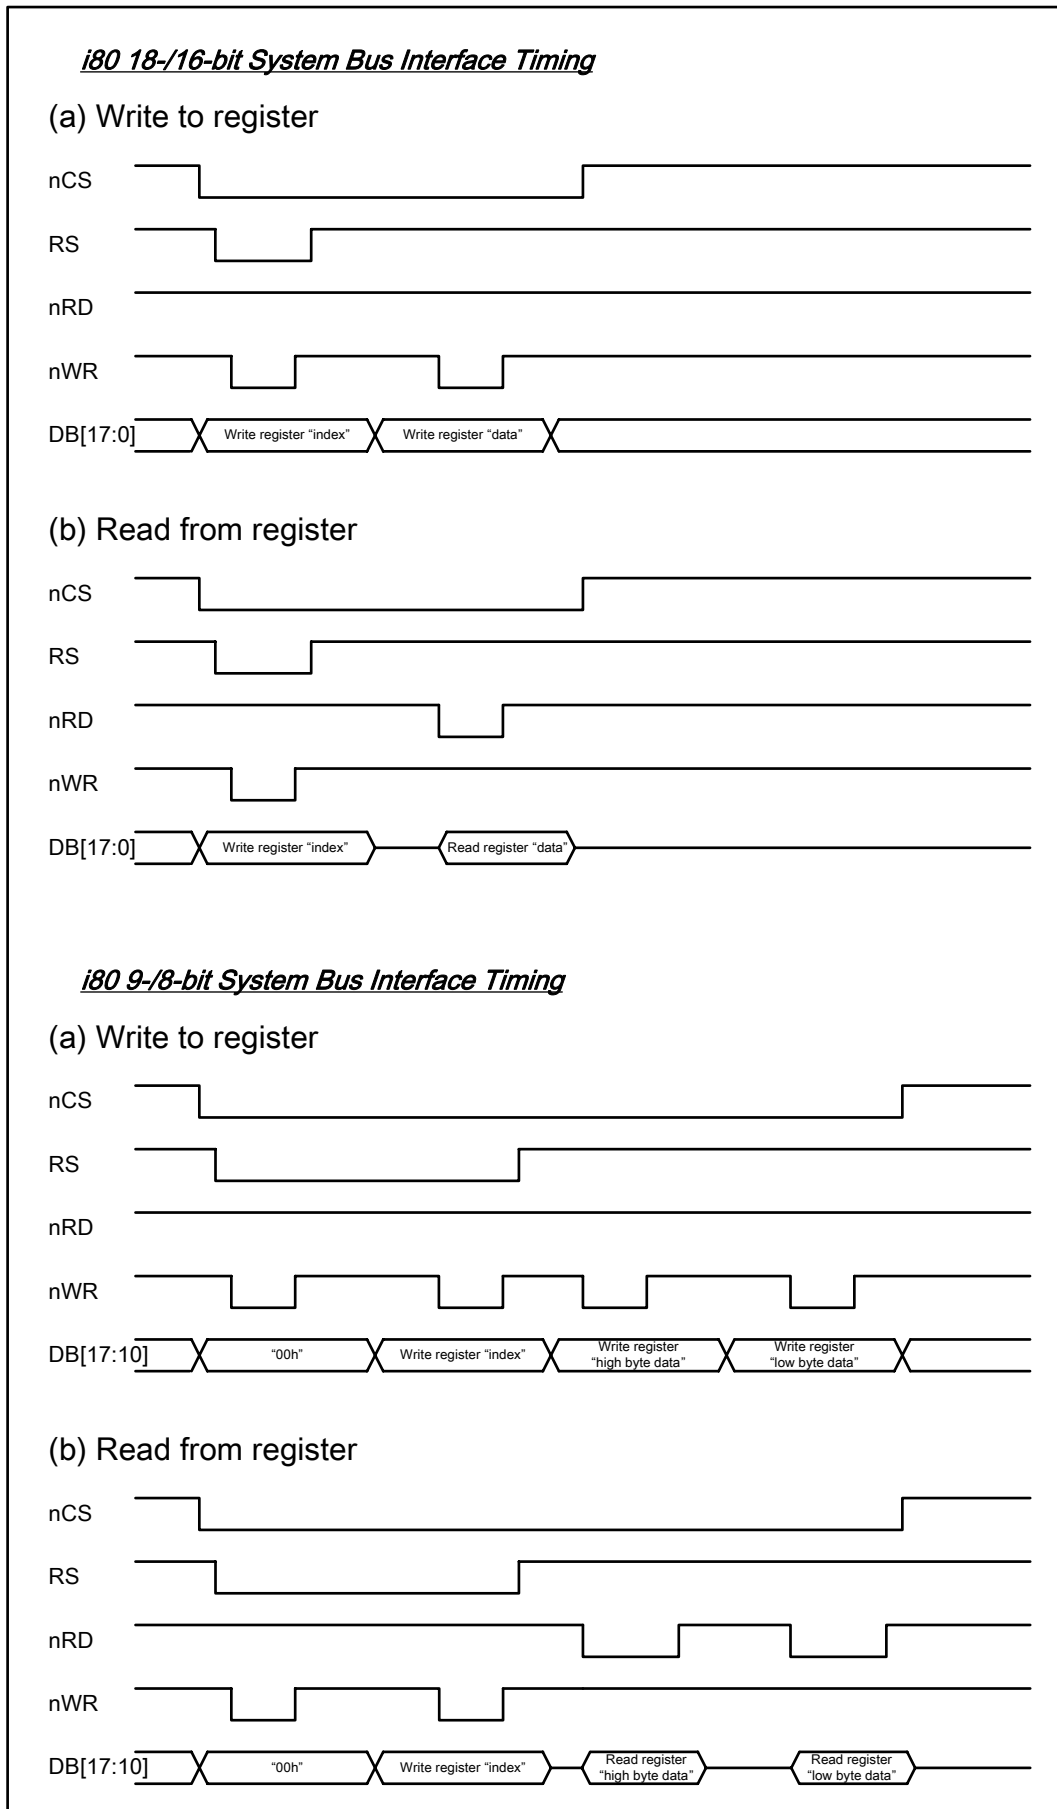 i80 18-/16-bit System Bus Interface Timing
(a) Write to register
nCS
RS
nRD
nWR
DB[17:0]
Write register “index”
Write register “data”
(b) Read from register
nCS
RS
nRD
nWR
DB[17:0]
Write register “index”
Read register “data”
i80 9-/8-bit System Bus Interface Timing
(a) Write to register
nCS
RS
nRD
nWR
DB[17:10]
“00h”
Write register “index”
Write register
“high byte data”
Write register
“low byte data”
(b) Read from register
nCS
RS
nRD
nWR
DB[17:10]
“00h”
Write register “index”
Read register
“high byte data”
Read register
“low byte data”